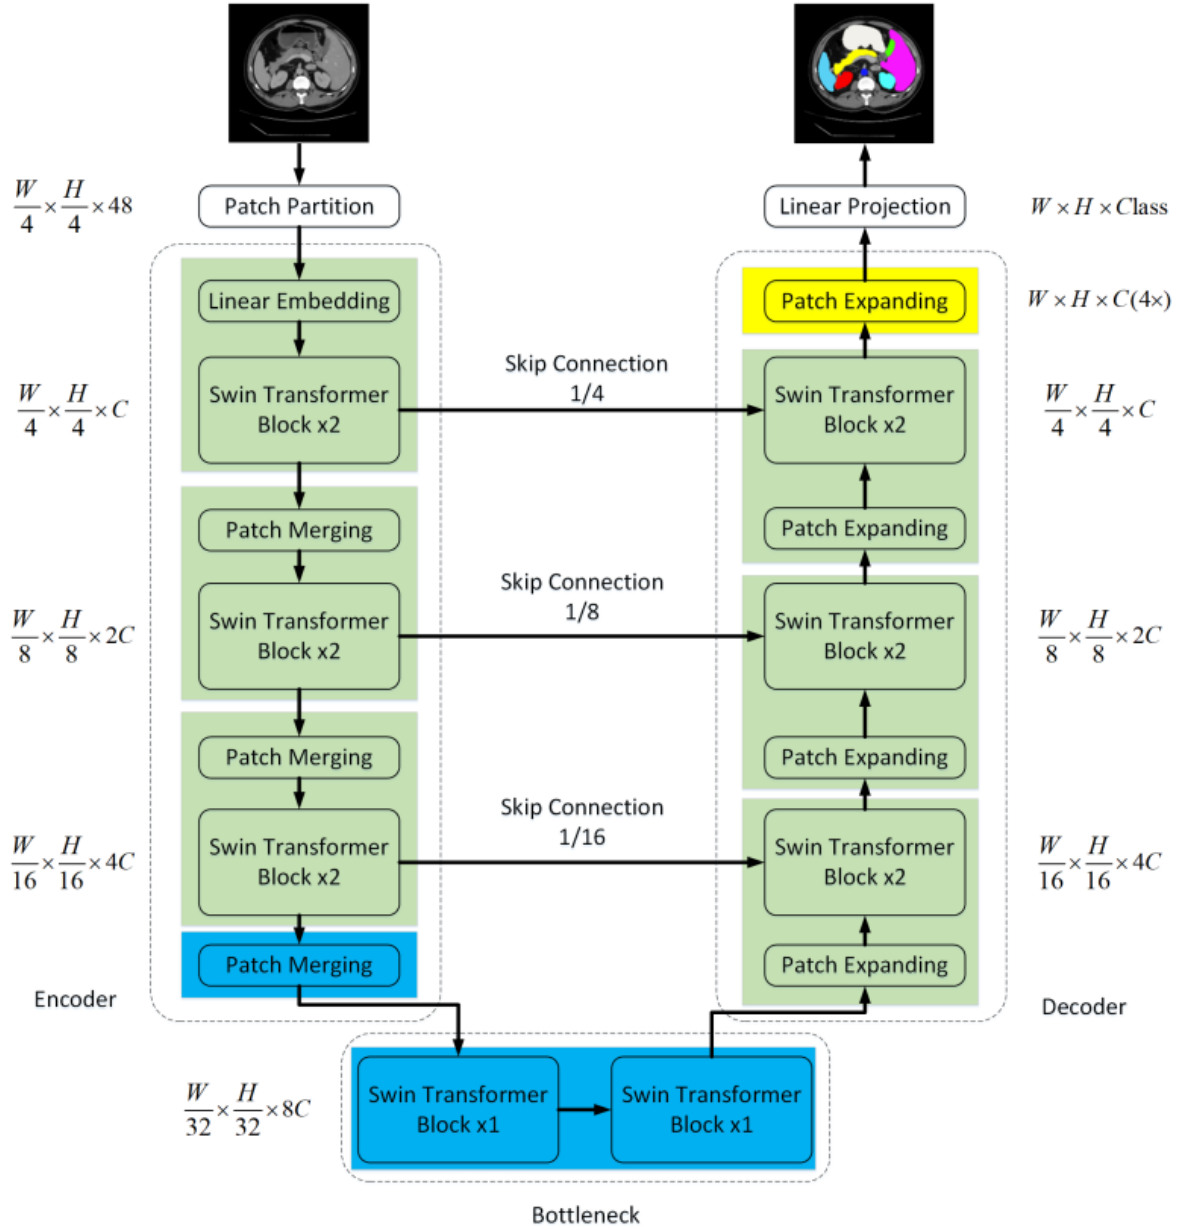 W/4 × H/4 × 48
Patch Partition
Linear Projection
W × H × Class
Linear Embedding
Patch Expanding
W × H × C(4×)
W/4 × H/4 × C
Swin Transformer
Block x2
Skip Connection
1/4
Swin Transformer
Block x2
W/4 × H/4 × C
Patch Merging
Patch Expanding
W/8 × H/8 × 2C
Swin Transformer
Block x2
Skip Connection
1/8
Swin Transformer
Block x2
W/8 × H/8 × 2C
Patch Merging
Patch Expanding
W/16 × H/16 × 4C
Swin Transformer
Block x2
Skip Connection
1/16
Swin Transformer
Block x2
W/16 × H/16 × 4C
Patch Merging
Patch Expanding
Encoder
Decoder
W/32 × H/32 × 8C
Swin Transformer
Block x1
Swin Transformer
Block x1
Bottleneck